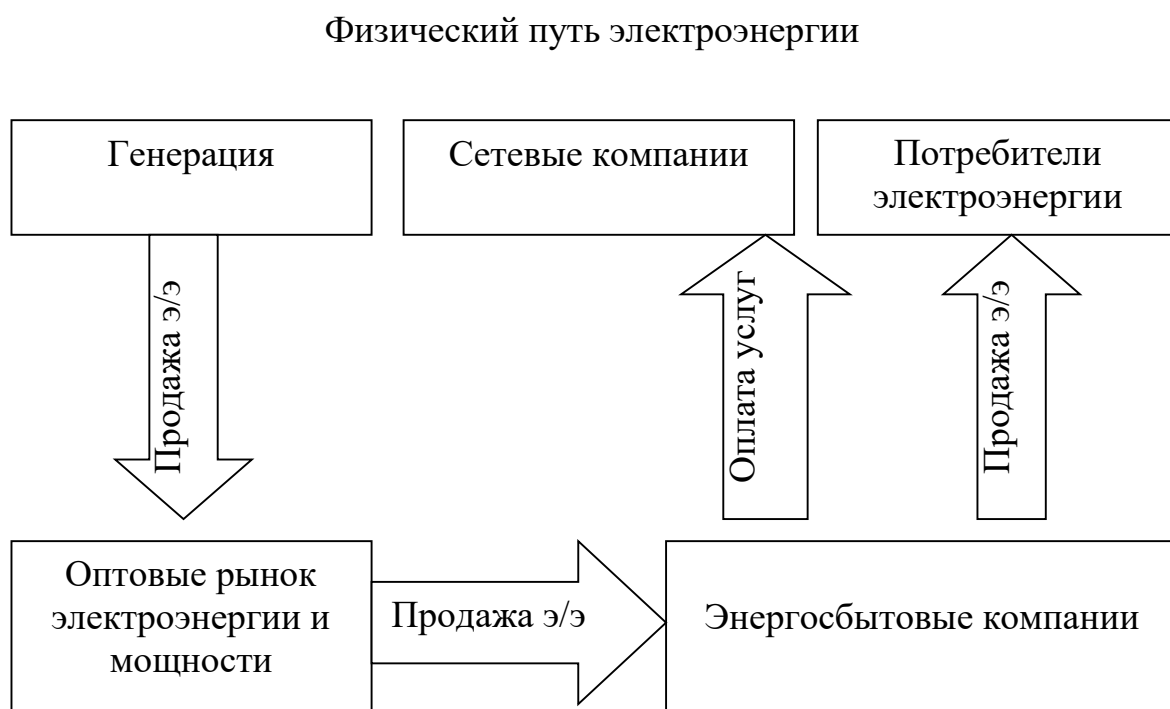 Физический путь электроэнергии
Генерация
Сетевые компании
Потребители
электроэнергии
Продажа э/э
Оплата услуг
Продажа э/э
Оптовые рынок
электроэнергии и
мощности
Продажа э/э
Энергосбытовые компании